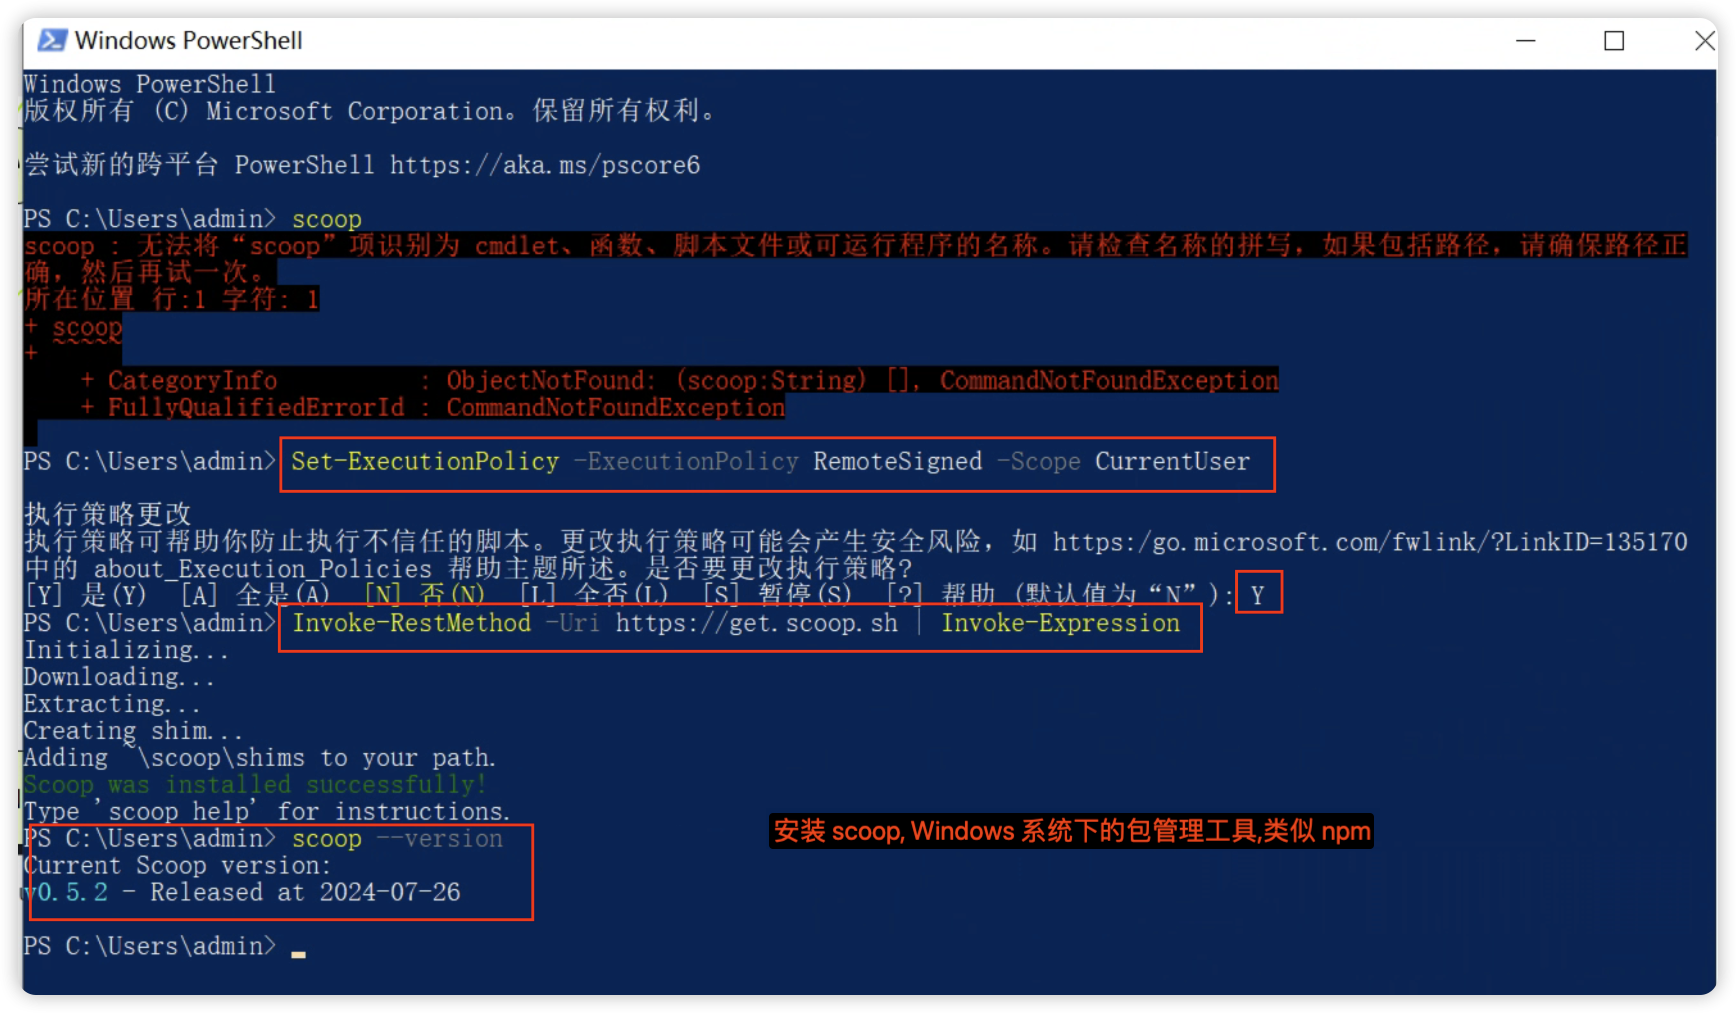 Windows PowerShell
Windows PowerShell
版权所有 (C) Microsoft Corporation。保留所有权利。
尝试新的跨平台 PowerShell https://aka.ms/pscore6
PS C:\Users\admin> scoop
scoop : 无法将“scoop”项识别为 cmdlet、函数、脚本文件或可运行程序的名称。请检查名称的拼写，如果包括路径，请确保路径正
确，然后再试一次。
所在位置 行:1 字符: 1
+ scoop
+ ~~~~~
    + CategoryInfo          : ObjectNotFound: (scoop:String) [], CommandNotFoundException
    + FullyQualifiedErrorId : CommandNotFoundException
PS C:\Users\admin> Set-ExecutionPolicy -ExecutionPolicy RemoteSigned -Scope CurrentUser
执行策略更改
执行策略可帮助你防止执行不信任的脚本。更改执行策略可能会产生安全风险，如 https:/go.microsoft.com/fwlink/?LinkID=135170
中的 about_Execution_Policies 帮助主题所述。是否要更改执行策略?
[Y] 是(Y)  [A] 全是(A)  [N] 否(N)  [L] 全否(L)  [S] 暂停(S)  [?] 帮助 (默认值为“N”): Y
PS C:\Users\admin> Invoke-RestMethod -Uri https://get.scoop.sh | Invoke-Expression
Initializing...
Downloading...
Extracting...
Creating shim...
Adding ~\scoop\shims to your path.
Scoop was installed successfully!
Type 'scoop help' for instructions.
安装 scoop, Windows 系统下的包管理工具,类似 npm
PS C:\Users\admin> scoop --version
Current Scoop version:
v0.5.2 - Released at 2024-07-26
PS C:\Users\admin>